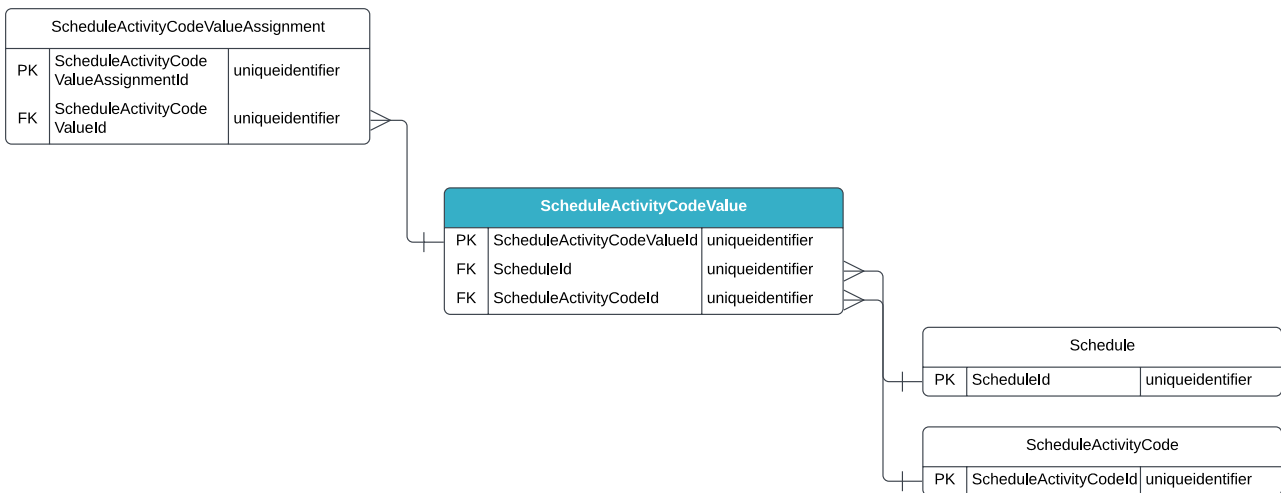 ScheduleActivityCodeValueAssignment
PK ScheduleActivityCode uniqueidentifier
ValueAssignmentId
FK ScheduleActivityCode uniqueidentifier
ValueId
ScheduleActivityCodeValue
PK ScheduleActivityCodeValueId uniqueidentifier
FK ScheduleId uniqueidentifier
FK ScheduleActivityCodeId uniqueidentifier
Schedule
PK ScheduleId uniqueidentifier
ScheduleActivityCode
PK ScheduleActivityCodeId uniqueidentifier